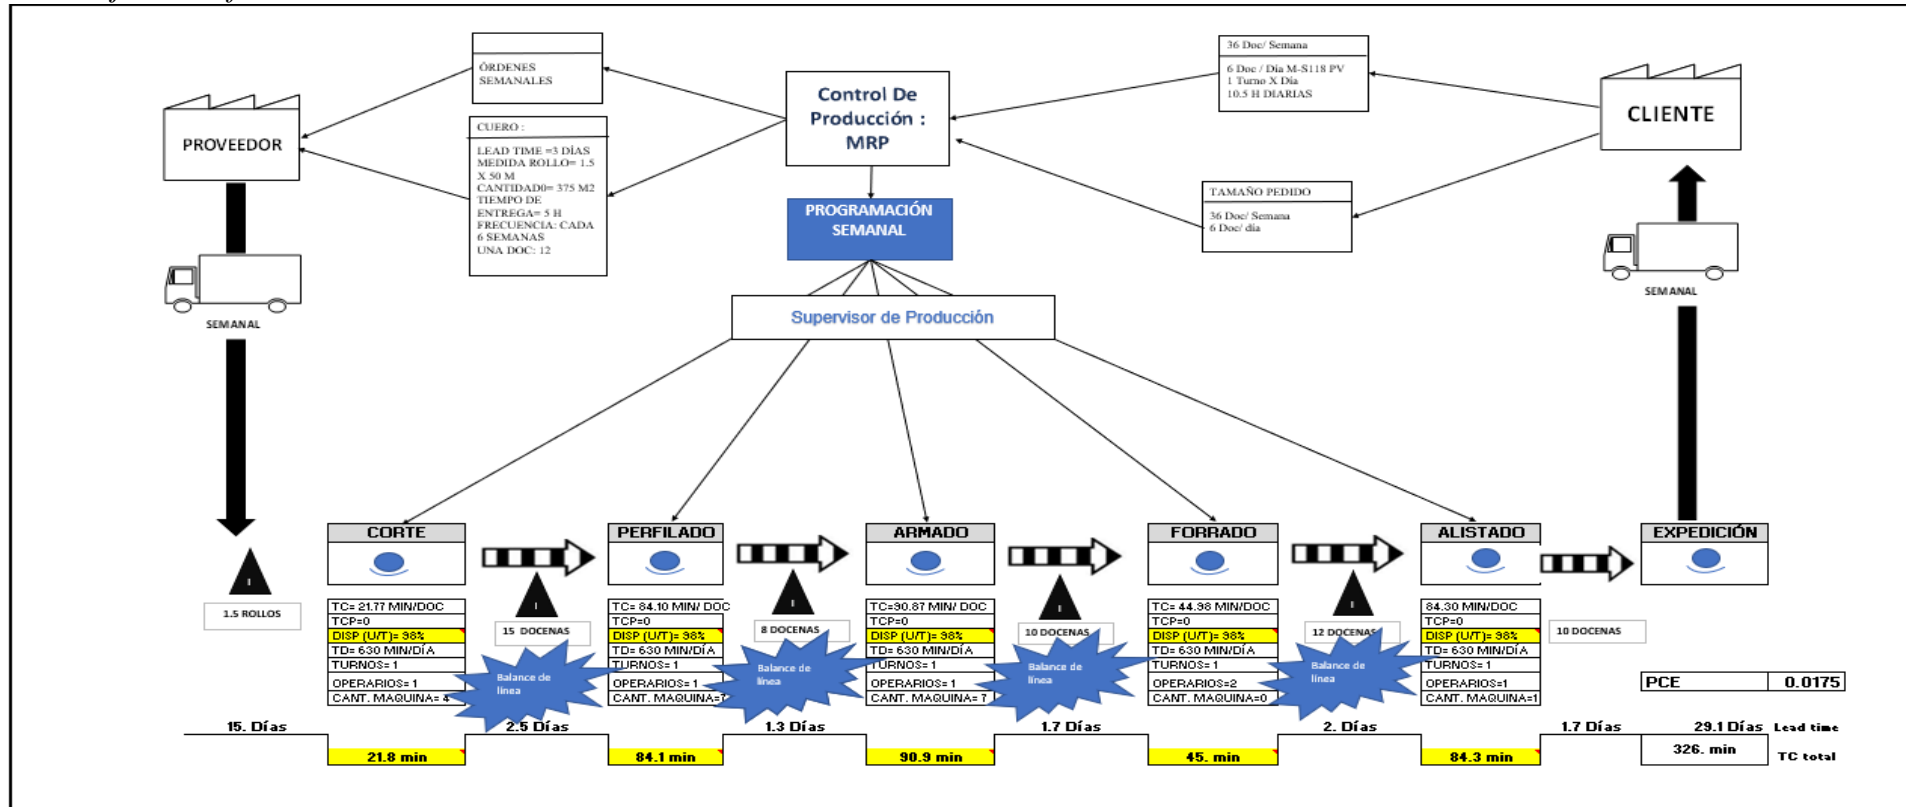 PROVEEDOR
SEMANAL
ÓRDENES
SEMANALES
CUERO :
LEAD TIME =3 DÍAS
MEDIDA ROLLO= 1.5
X 50 M
CANTIDAD0= 375 M2
TIEMPO DE
ENTREGA= 5 H
FRECUENCIA: CADA
6 SEMANAS
UNA DOC: 12
Control De
Producción :
MRP
PROGRAMACIÓN
SEMANAL
Supervisor de Producción
36 Doc/ Semana
6 Doc / Día M-S118 PV
1 Turno X Día
10.5 H DIARIAS
TAMAÑO PEDIDO
36 Doc/ Semana
6 Doc/ día
CLIENTE
SEMANAL
I
1.5 ROLLOS
CORTE
TC= 21.77 MIN/DOC
TCP=0
DISP (U/T)= 98%
TD= 630 MIN/DÍA
TURNOS= 1
OPERARIOS= 1
CANT. MAQUINA= 4
I
15 DOCENAS
Balance de
línea
PERFILADO
TC= 84.10 MIN/ DOC
TCP=0
DISP (U/T)= 98%
TD= 630 MIN/DÍA
TURNOS= 1
OPERARIOS= 1
CANT. MAQUINA=7
I
8 DOCENAS
Balance de
línea
ARMADO
TC=90.87 MIN/ DOC
TCP=0
DISP (U/T)= 98%
TD= 630 MIN/DÍA
TURNOS= 1
OPERARIOS= 1
CANT. MAQUINA= 7
I
10 DOCENAS
Balance de
línea
FORRADO
TC= 44.98 MIN/DOC
TCP=0
DISP (U/T)= 98%
TD= 630 MIN/DÍA
TURNOS= 1
OPERARIOS=2
CANT. MAQUINA=0
I
12 DOCENAS
Balance de
línea
ALISTADO
84.30 MIN/DOC
TCP=0
DISP (U/T)= 98%
TD= 630 MIN/DÍA
TURNOS= 1
OPERARIOS=1
CANT. MAQUINA=1
10 DOCENAS
EXPEDICIÓN
PCE 0.0175
15. Días 2.5 Días 1.3 Días 1.7 Días 2. Días 1.7 Días 29.1 Días Lead time
21.8 min 84.1 min 90.9 min 45. min 84.3 min 326. min TC total